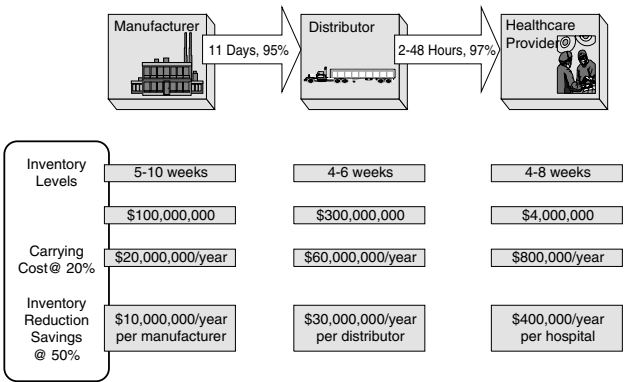 Manufacturer
11 Days, 95%
Distributor
2-48 Hours, 97%
Healthcare
Provider
Inventory
Levels
5-10 weeks
4-6 weeks
4-8 weeks
$100,000,000
$300,000,000
$4,000,000
Carrying
Cost@ 20%
$20,000,000/year
$60,000,000/year
$800,000/year
Inventory
Reduction
Savings
@ 50%
$10,000,000/year
per manufacturer
$30,000,000/year
per distributor
$400,000/year
per hospital